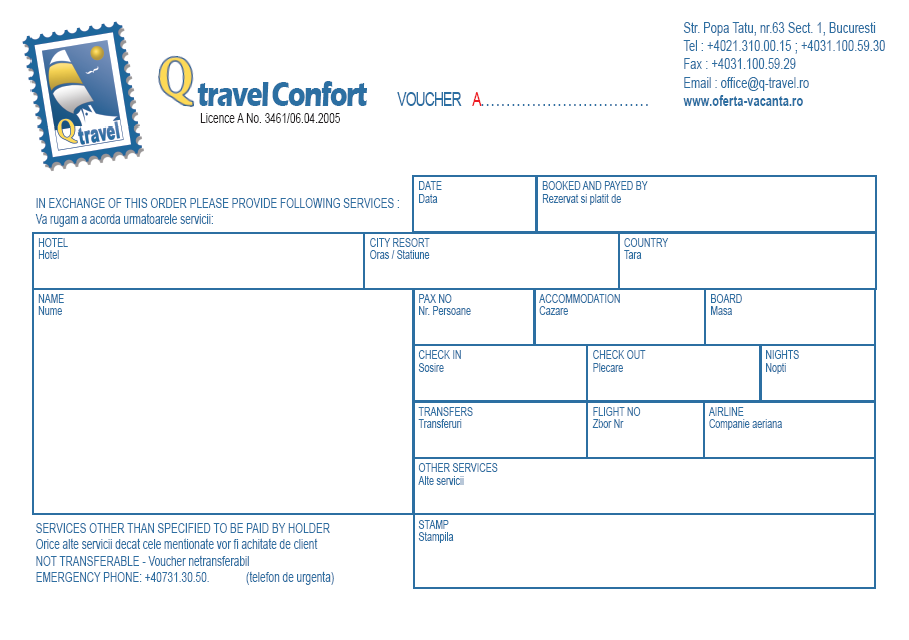 Str. Popa Tatu, nr.63 Sect. 1, Bucuresti
Tel : +4021.310.00.15 ; +4031.100.59.30
Fax : +4031.100.59.29
Email : office@q-travel.ro
www.oferta-vacanta.ro
Q travel
Q travel Confort
Licence A No. 3461/06.04.2005
VOUCHER A.................................
IN EXCHANGE OF THIS ORDER PLEASE PROVIDE FOLLOWING SERVICES :
Va rugam a acorda urmatoarele servicii:
DATE
Data
BOOKED AND PAYED BY
Rezervat si platit de
HOTEL
Hotel
CITY RESORT
Oras / Statiune
COUNTRY
Tara
NAME
Nume
PAX NO
Nr. Persoane
ACCOMMODATION
Cazare
BOARD
Masa
CHECK IN
Sosire
CHECK OUT
Plecare
NIGHTS
Nopti
TRANSFERS
Transferuri
FLIGHT NO
Zbor Nr
AIRLINE
Companie aeriana
OTHER SERVICES
Alte servicii
STAMP
Stampila
SERVICES OTHER THAN SPECIFIED TO BE PAID BY HOLDER
Orice alte servicii decat cele mentionate vor fi achitate de client
NOT TRANSFERABLE - Voucher netransferabil
EMERGENCY PHONE: +40731.30.50. (telefon de urgenta)